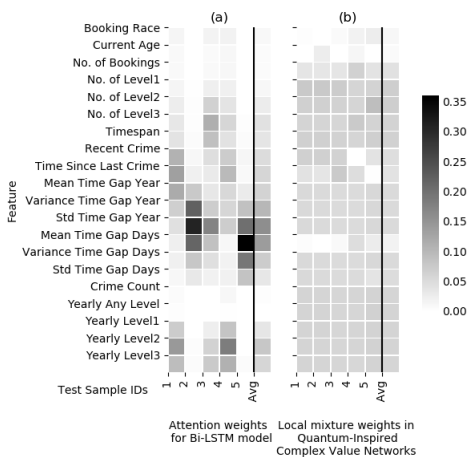 (a)
(b)
Feature
Booking Race
Current Age
No. of Bookings
No. of Level1
No. of Level2
No. of Level3
Timespan
Recent Crime
Time Since Last Crime
Mean Time Gap Year
Variance Time Gap Year
Std Time Gap Year
Mean Time Gap Days
Variance Time Gap Days
Std Time Gap Days
Crime Count
Yearly Any Level
Yearly Level1
Yearly Level2
Yearly Level3
0.35
0.30
0.25
0.20
0.15
0.10
0.05
0.00
Test Sample IDs
1 2 3 4 5 Avg
1 2 3 4 5 Avg
Attention weights
for Bi-LSTM model
Local mixture weights in
Quantum-Inspired
Complex Value Networks